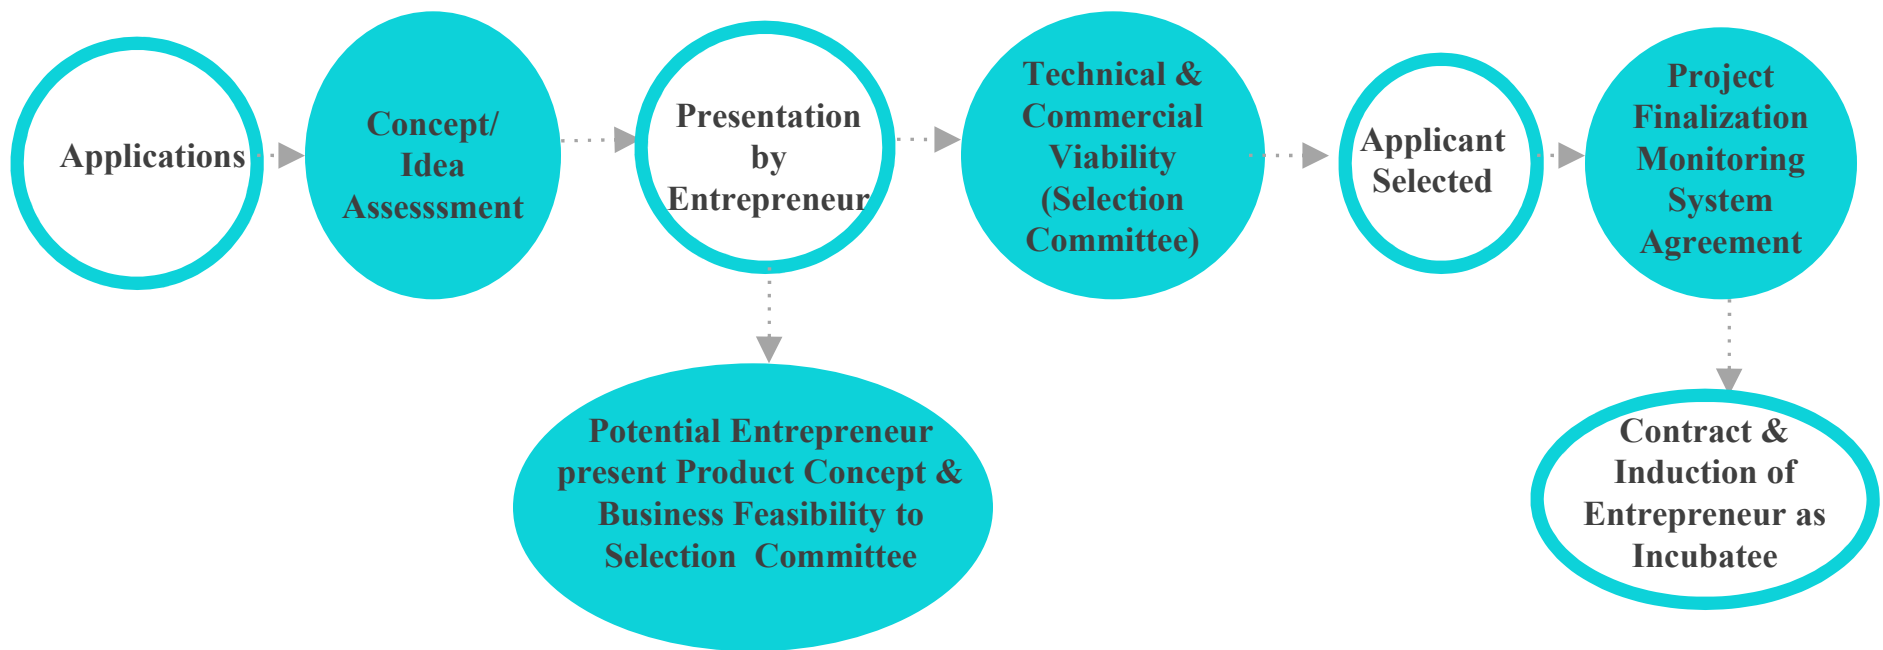 Applications
Concept/
Idea
Assesssment
Presentation
by
Entrepreneur
Technical &
Commercial
Viability
(Selection
Committee)
Applicant
Selected
Project
Finalization
Monitoring
System
Agreement
Potential Entrepreneur
present Product Concept &
Business Feasibility to
Selection  Committee
Contract &
Induction of
Entrepreneur as
Incubatee